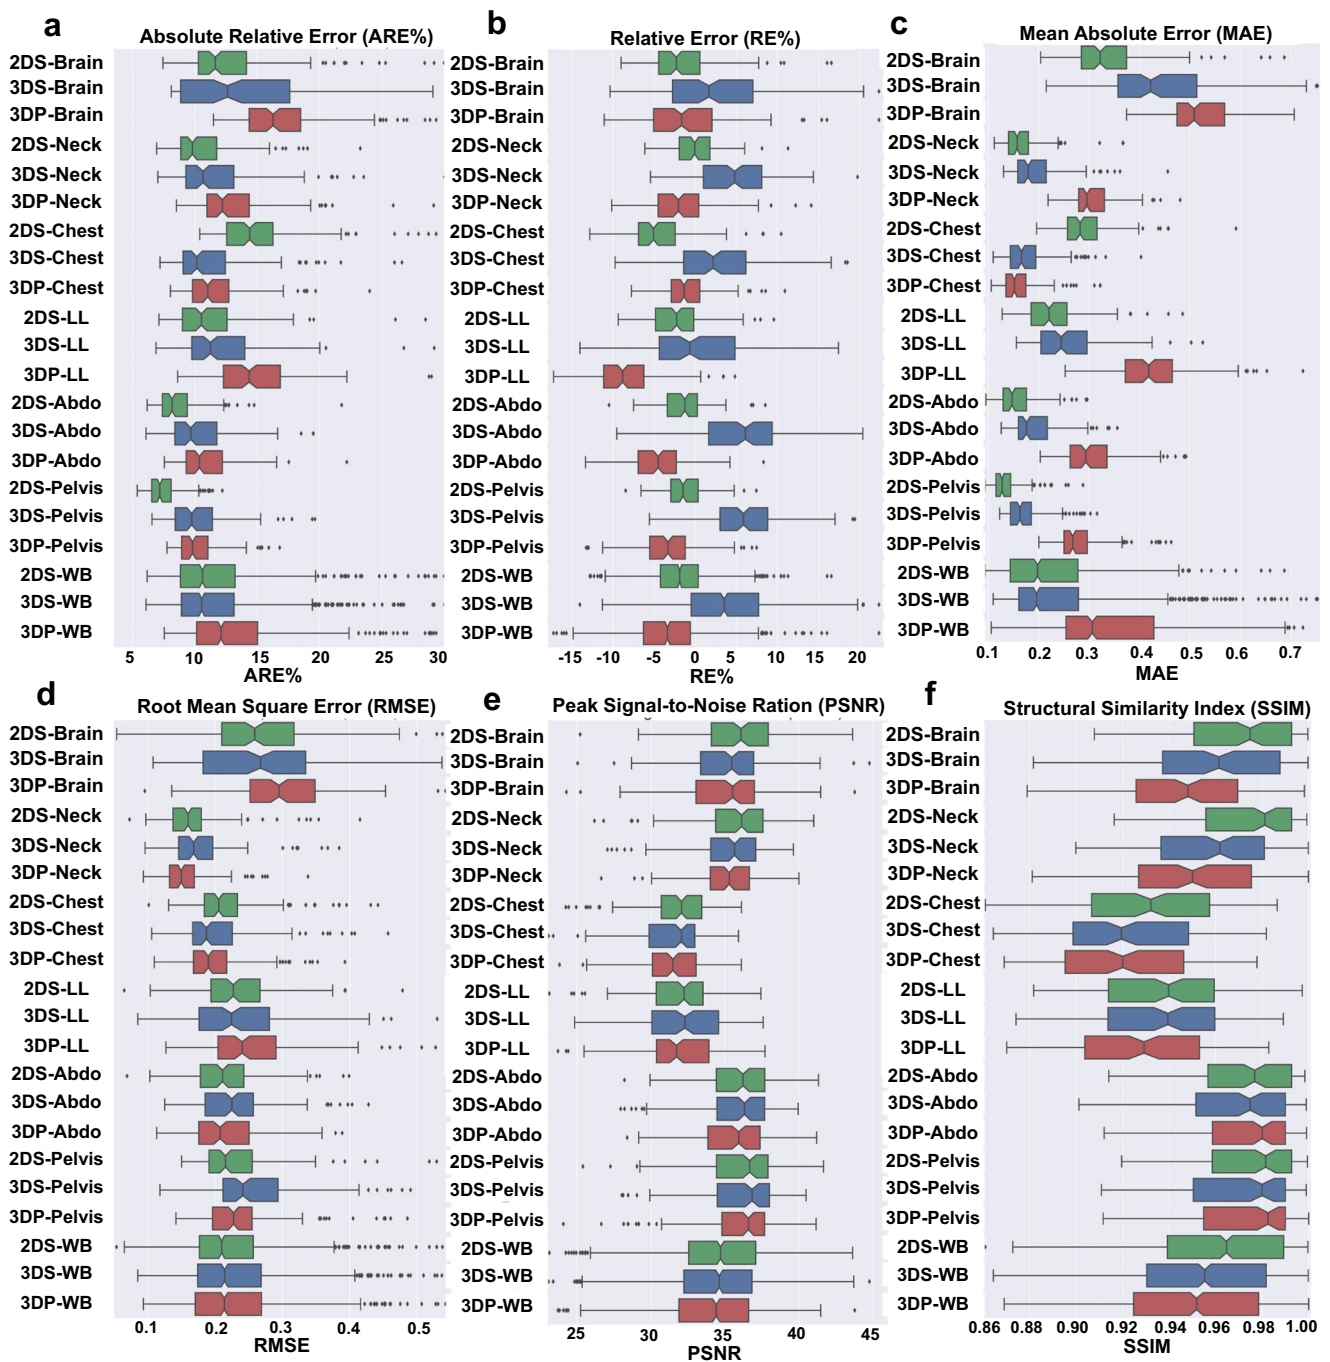 a
Absolute Relative Error (ARE%)
2DS-Brain
3DS-Brain
3DP-Brain
2DS-Neck
3DS-Neck
3DP-Neck
2DS-Chest
3DS-Chest
3DP-Chest
2DS-LL
3DS-LL
3DP-LL
2DS-Abdo
3DS-Abdo
3DP-Abdo
2DS-Pelvis
3DS-Pelvis
3DP-Pelvis
2DS-WB
3DS-WB
3DP-WB
5 10 15 20 25 30
ARE%
b
Relative Error (RE%)
2DS-Brain
3DS-Brain
3DP-Brain
2DS-Neck
3DS-Neck
3DP-Neck
2DS-Chest
3DS-Chest
3DP-Chest
2DS-LL
3DS-LL
3DP-LL
2DS-Abdo
3DS-Abdo
3DP-Abdo
2DS-Pelvis
3DS-Pelvis
3DP-Pelvis
2DS-WB
3DS-WB
3DP-WB
-15 -10 -5 0 5 10 15 20
RE%
c
Mean Absolute Error (MAE)
2DS-Brain
3DS-Brain
3DP-Brain
2DS-Neck
3DS-Neck
3DP-Neck
2DS-Chest
3DS-Chest
3DP-Chest
2DS-LL
3DS-LL
3DP-LL
2DS-Abdo
3DS-Abdo
3DP-Abdo
2DS-Pelvis
3DS-Pelvis
3DP-Pelvis
2DS-WB
3DS-WB
3DP-WB
0.1 0.2 0.3 0.4 0.5 0.6 0.7
MAE
d
Root Mean Square Error (RMSE)
2DS-Brain
3DS-Brain
3DP-Brain
2DS-Neck
3DS-Neck
3DP-Neck
2DS-Chest
3DS-Chest
3DP-Chest
2DS-LL
3DS-LL
3DP-LL
2DS-Abdo
3DS-Abdo
3DP-Abdo
2DS-Pelvis
3DS-Pelvis
3DP-Pelvis
2DS-WB
3DS-WB
3DP-WB
0.1 0.2 0.3 0.4 0.5
RMSE
e
Peak Signal-to-Noise Ration (PSNR)
2DS-Brain
3DS-Brain
3DP-Brain
2DS-Neck
3DS-Neck
3DP-Neck
2DS-Chest
3DS-Chest
3DP-Chest
2DS-LL
3DS-LL
3DP-LL
2DS-Abdo
3DS-Abdo
3DP-Abdo
2DS-Pelvis
3DS-Pelvis
3DP-Pelvis
2DS-WB
3DS-WB
3DP-WB
25 30 35 40 45
PSNR
f
Structural Similarity Index (SSIM)
2DS-Brain
3DS-Brain
3DP-Brain
2DS-Neck
3DS-Neck
3DP-Neck
2DS-Chest
3DS-Chest
3DP-Chest
2DS-LL
3DS-LL
3DP-LL
2DS-Abdo
3DS-Abdo
3DP-Abdo
2DS-Pelvis
3DS-Pelvis
3DP-Pelvis
2DS-WB
3DS-WB
3DP-WB
0.86 0.88 0.90 0.92 0.94 0.96 0.98 1.00
SSIM